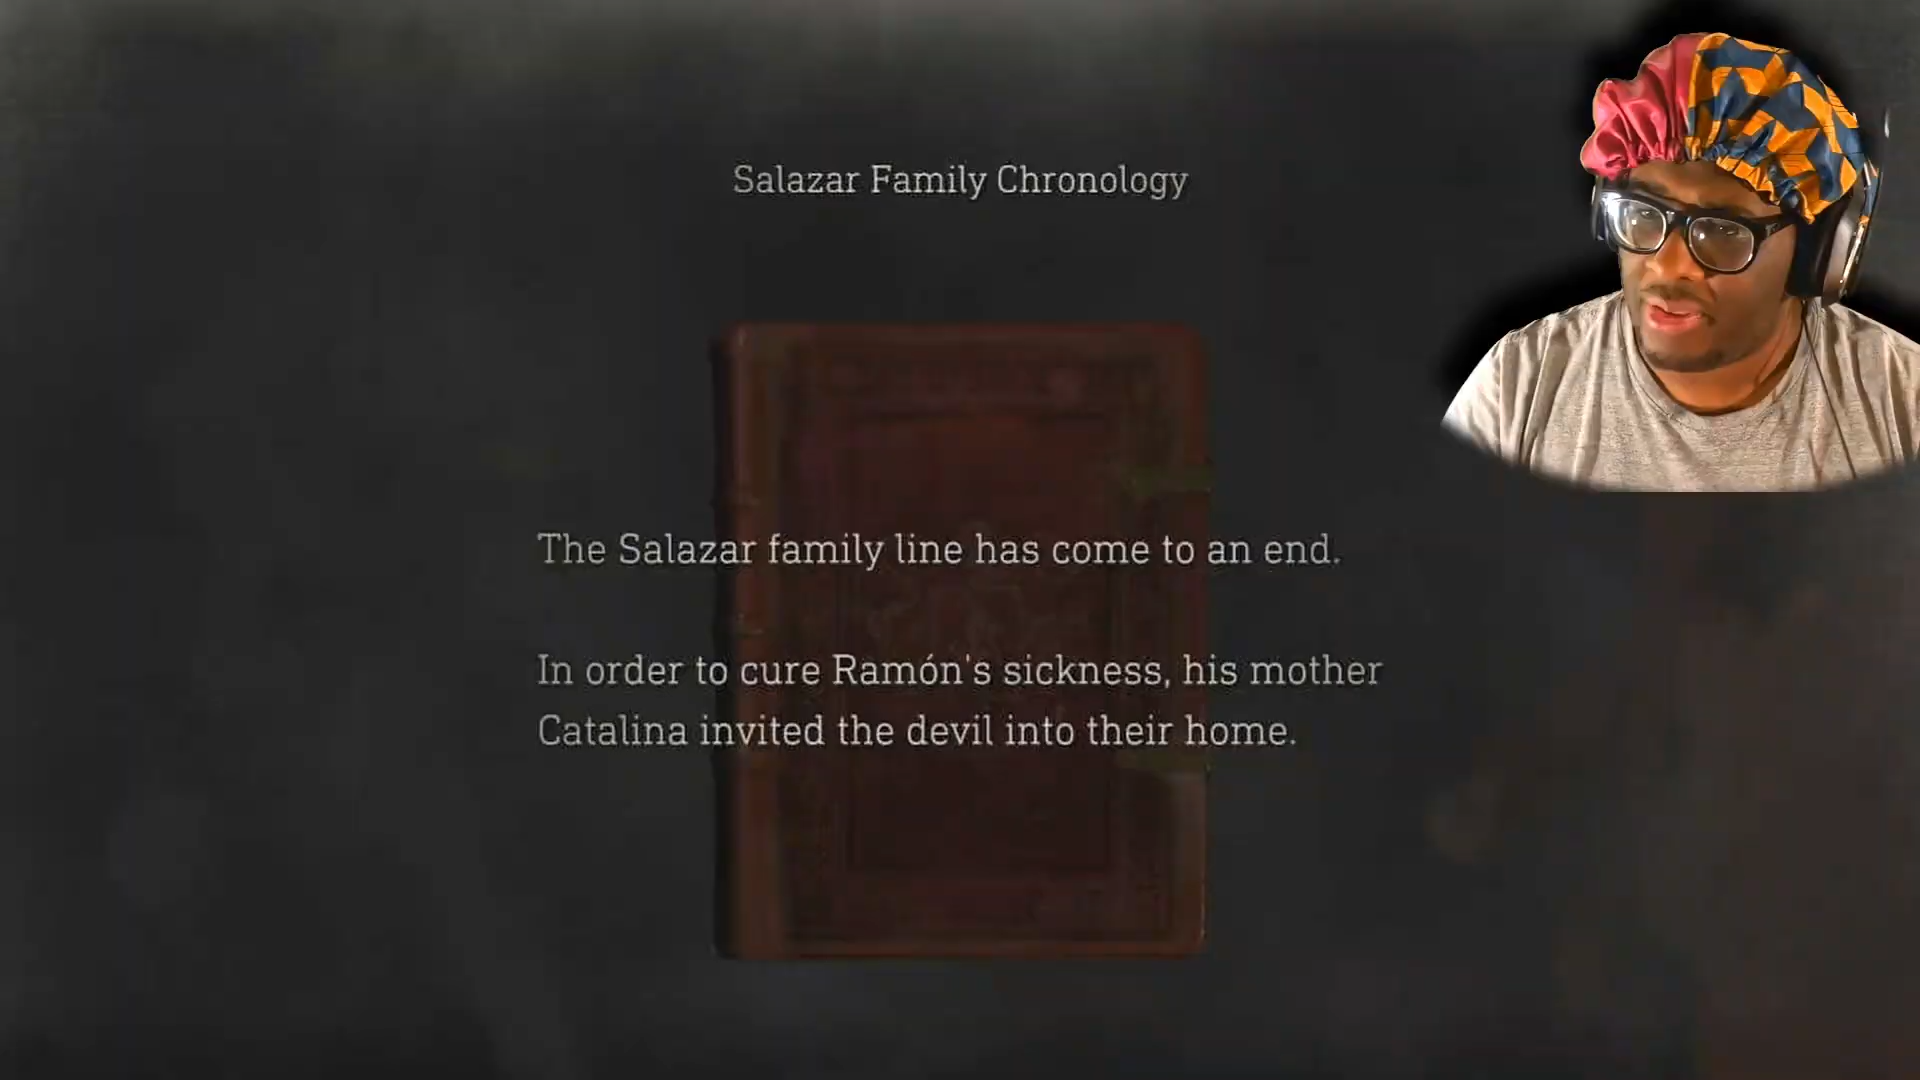 Salazar Family Chronology
The Salazar family line has come to an end.
In order to cure Ramón's sickness, his mother
Catalina invited the devil into their home.